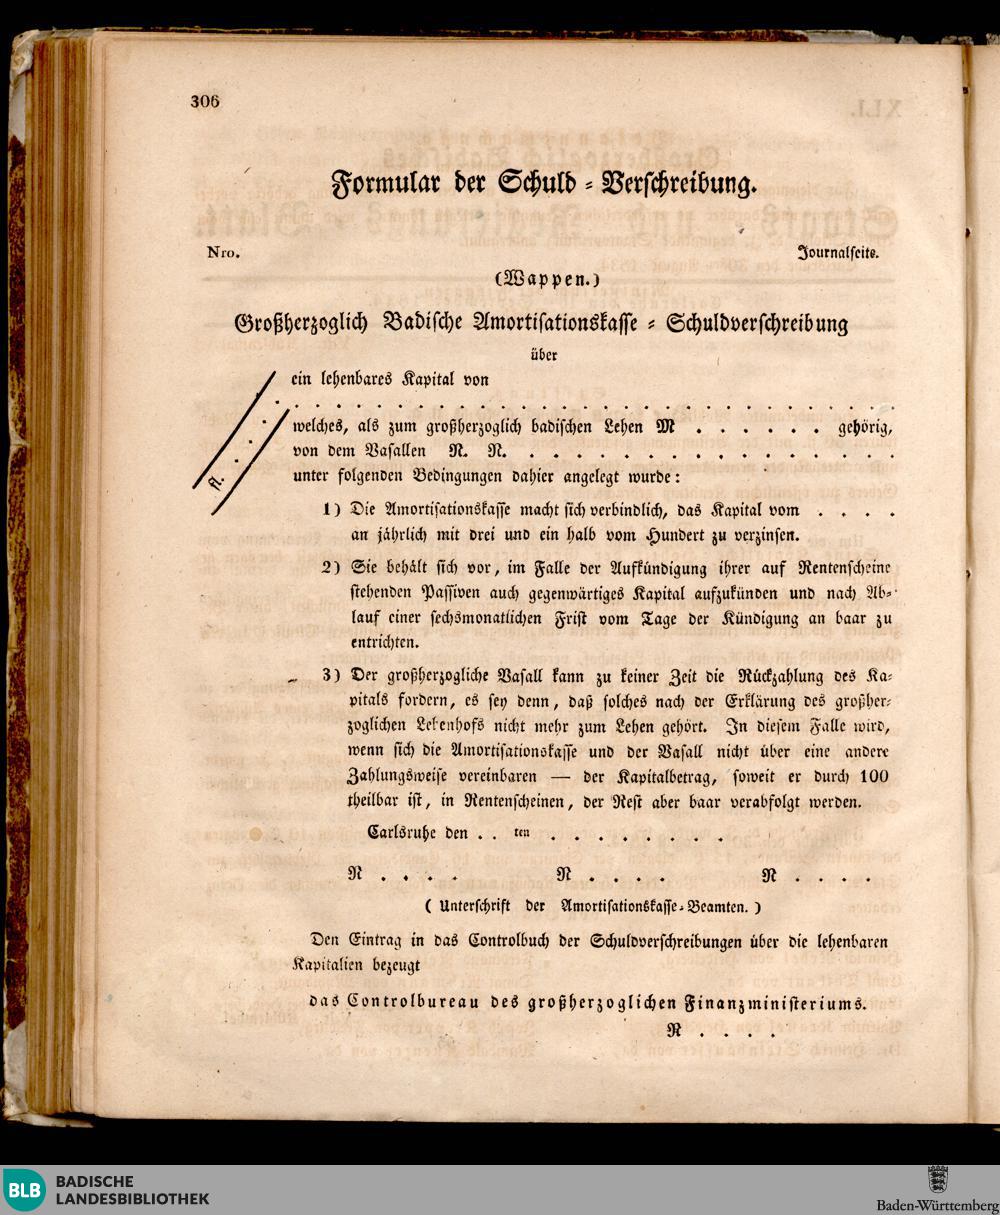 306
Formular der Schuld-Verschreibung.
Nro. Journalseite.
(Wappen.)
Großherzoglich Badische Amortisationskasse-Schuldverschreibung
über
ein lehenbares Kapital von
. . . . . . . . . . . . . . . . . . . . . . . . . .
welches, als zum großherzoglich badischen Lehen M . . . . . . gehörig,
von dem Vasallen N. N. . . . . . . . . . . . . . . .
fl. . . . .
unter folgenden Bedingungen dahier angelegt wurde:
1) Die Amortisationskasse macht sich verbindlich, das Kapital vom . . . .
an jährlich mit drei und ein halb vom Hundert zu verzinsen.
2) Sie behält sich vor, im Falle der Aufkündigung ihrer auf Rentenscheine
stehenden Passiven auch gegenwärtiges Kapital aufzukünden und nach Ab-
lauf einer sechsmonatlichen Frist vom Tage der Kündigung an baar zu
entrichten.
3) Der großherzogliche Vasall kann zu keiner Zeit die Rückzahlung des Ka-
pitals fordern, es sey denn, daß solches nach der Erklärung des großher-
zoglichen Lehenhofs nicht mehr zum Lehen gehört. In diesem Falle wird,
wenn sich die Amortisationskasse und der Vasall nicht über eine andere
Zahlungsweise vereinbaren — der Kapitalbetrag, soweit er durch 100
theilbar ist, in Rentenscheinen, der Rest aber baar verabfolgt werden.
Carlsruhe den . . ten . . . . . . . . .
N . . . . N . . . . N . . . .
( Unterschrift der Amortisationskasse-Beamten. )
Den Eintrag in das Controlbuch der Schuldverschreibungen über die lehenbaren
Kapitalien bezeugt
das Controlbureau des großherzoglichen Finanzministeriums.
N . . . .
BLB BADISCHE
LANDESBIBLIOTHEK
Baden-Württemberg